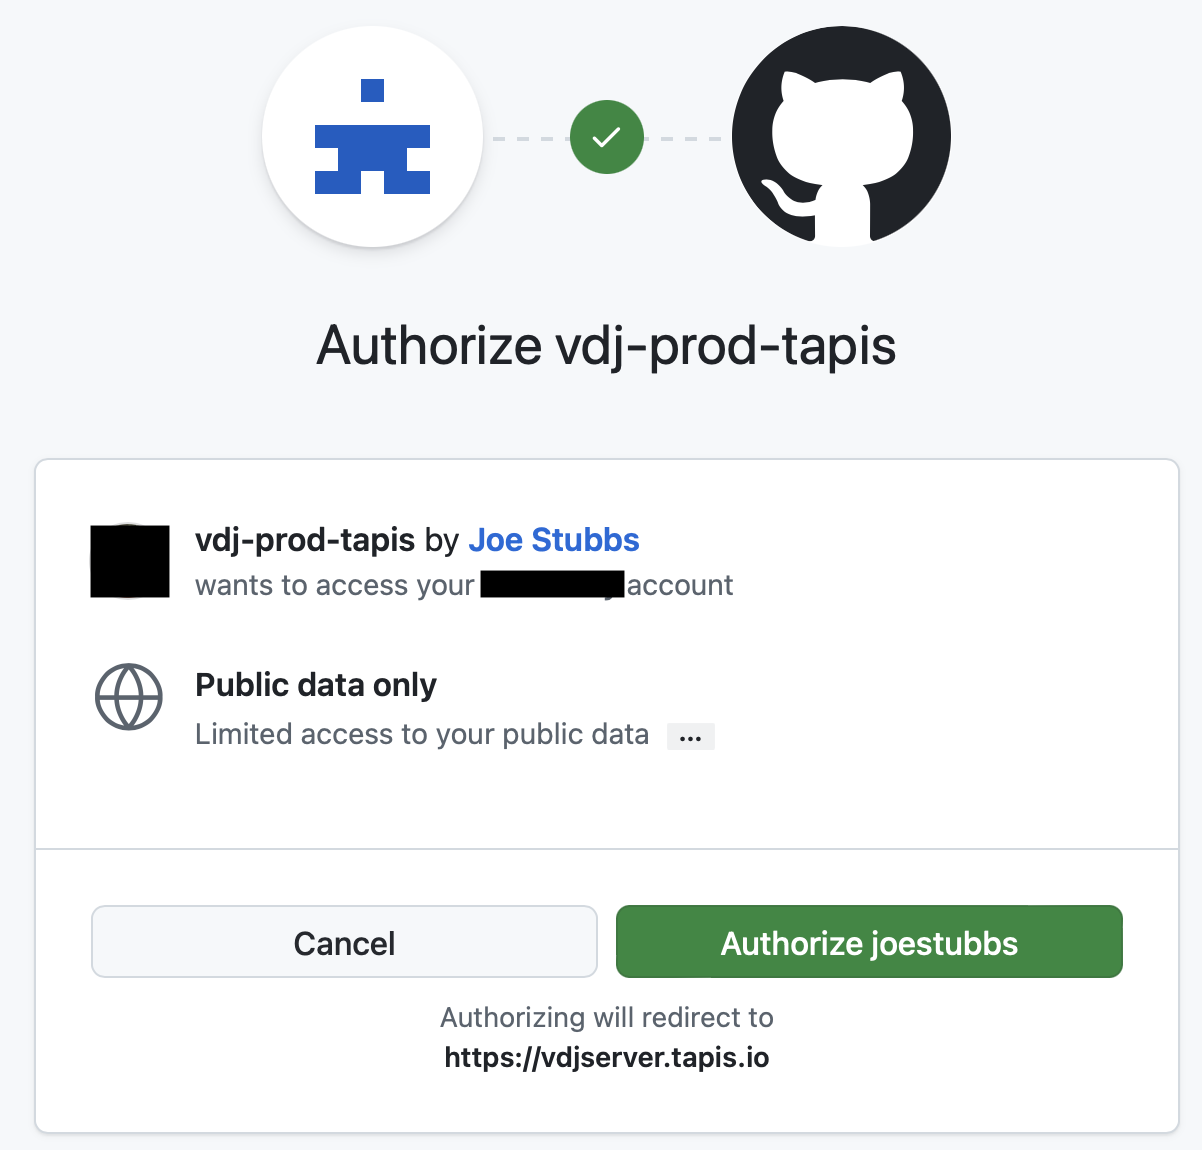 Authorize vdj-prod-tapis
vdj-prod-tapis by Joe Stubbs
wants to access your account
Public data only
Limited access to your public data ...
Cancel
Authorize joestubbs
Authorizing will redirect to
https://vdjserver.tapis.io